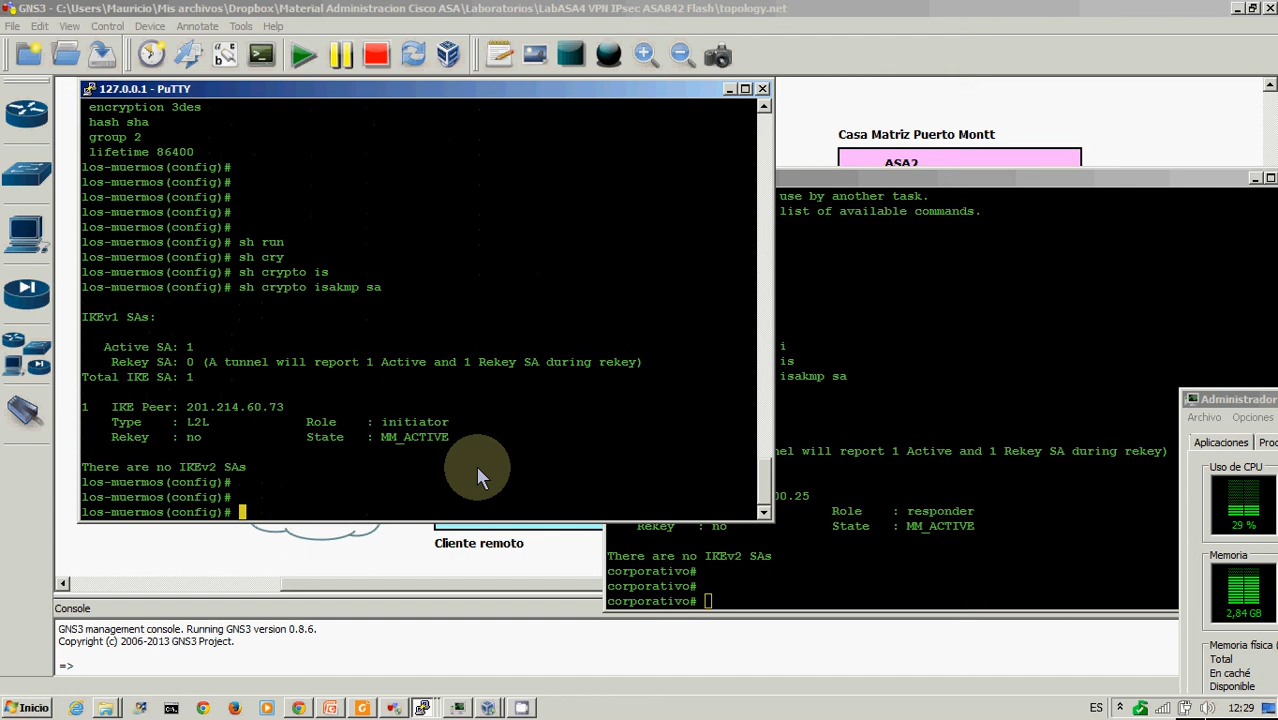 GNS3 - C:\Users\Mauricio\Mis archivos\Dropbox\Material Administracion Cisco ASA\Laboratorios\LabASA4 VPN IPsec ASA842 Flash\topology.net
File Edit View Control Device Annotate Tools Help
127.0.0.1 - PuTTY
encryption 3des
hash sha
group 2
lifetime 86400
los-muermos(config)#
los-muermos(config)#
los-muermos(config)#
los-muermos(config)#
los-muermos(config)#
los-muermos(config)# sh run
los-muermos(config)# sh cry
los-muermos(config)# sh crypto is
los-muermos(config)# sh crypto isakmp sa
IKEv1 SAs:
Active SA: 1
Rekey SA: 0 (A tunnel will report 1 Active and 1 Rekey SA during rekey)
Total IKE SA: 1
1 IKE Peer: 201.214.60.73
Type : L2L Role : initiator
Rekey : no State : MM_ACTIVE
There are no IKEv2 SAs
los-muermos(config)#
los-muermos(config)#
los-muermos(config)#
Casa Matriz Puerto Montt
ASA2
use by another task.
list of available commands.
i
is
isakmp sa
nel will report 1 Active and 1 Rekey SA during rekey)
00.25
Role : responder
Rekey : no State : MM_ACTIVE
There are no IKEv2 SAs
corporativo#
corporativo#
corporativo#
Cliente remoto
Administrador
Archivo Opciones
Aplicaciones Proc
Uso de CPU
29 %
Memoria
2,84 GB
Memoria física (
Total
En caché
Disponible
Console
GNS3 management console. Running GNS3 version 0.8.6.
Copyright (c) 2006-2013 GNS3 Project.
=>
Inicio
ES
12:29